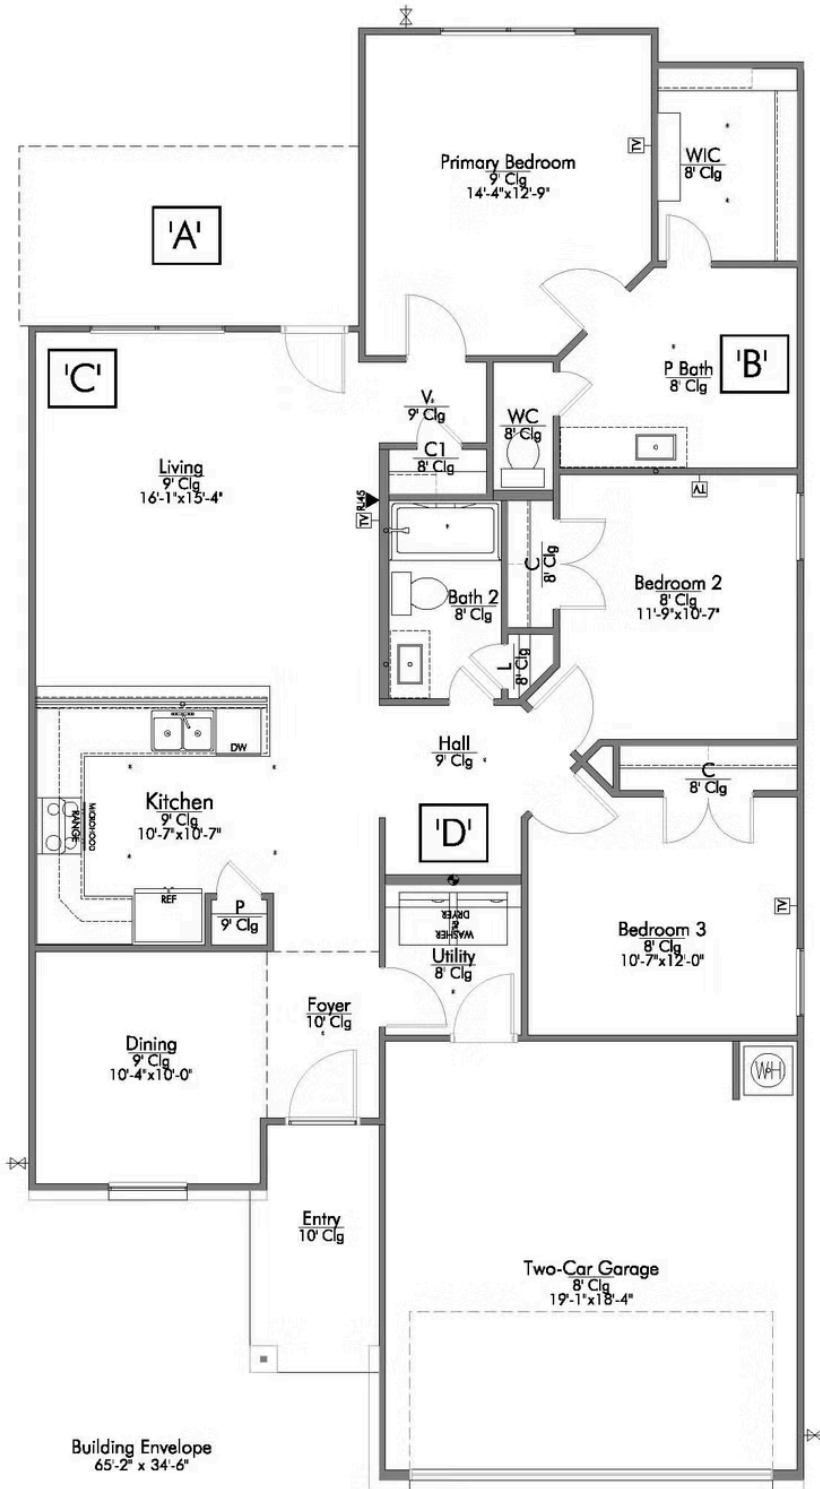 Primary Bedroom
9' Clg
14'-4"x12'-9"
TV
WIC
8' Clg
'A'
'C'
'B'
P Bath
8' Clg
V.
9' Clg
WC
8' Clg
C1
8' Clg
Living
9' Clg
16'-1"x15'-4"
RJ45
TV
TV
C
8' Clg
Bath 2
8' Clg
Bedroom 2
8' Clg
11'-9"x10'-7"
L
8' Clg
DW
Hall
9' Clg
C
8' Clg
Kitchen
9' Clg
10'-7"x10'-7"
RANGE
MICRO\HOOD
'D'
REF
P
9' Clg
DRYER
WASHER
Utility
8' Clg
TV
Bedroom 3
8' Clg
10'-7"x12'-0"
Foyer
10' Clg
Dining
9' Clg
10'-4"x10'-0"
WH
Entry
10' Clg
Two-Car Garage
8' Clg
19'-1"x18'-4"
Building Envelope
65'-2" x 34'-6"